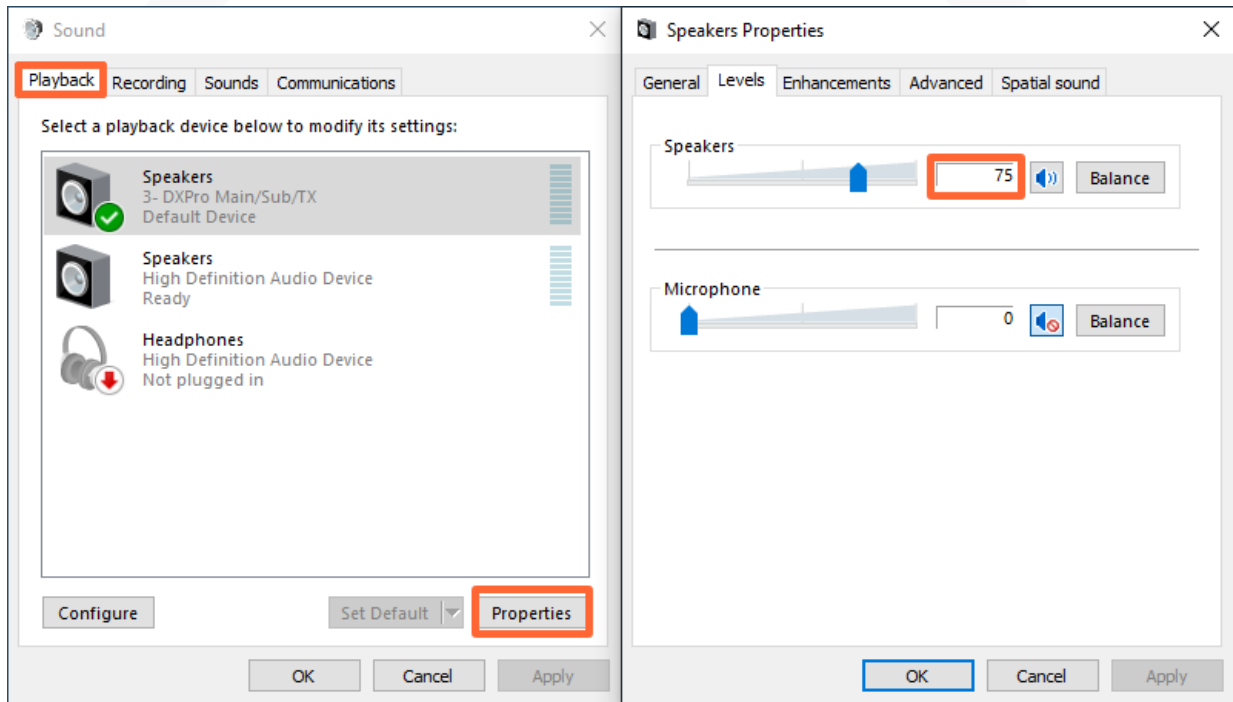 Sound
Playback Recording Sounds Communications
Select a playback device below to modify its settings:
Speakers
3- DXPro Main/Sub/TX
Default Device
Speakers
High Definition Audio Device
Ready
Headphones
High Definition Audio Device
Not plugged in
Configure Set Default Properties
OK Cancel Apply
Speakers Properties
General Levels Enhancements Advanced Spatial sound
Speakers
75 Balance
Microphone
0 Balance
OK Cancel Apply